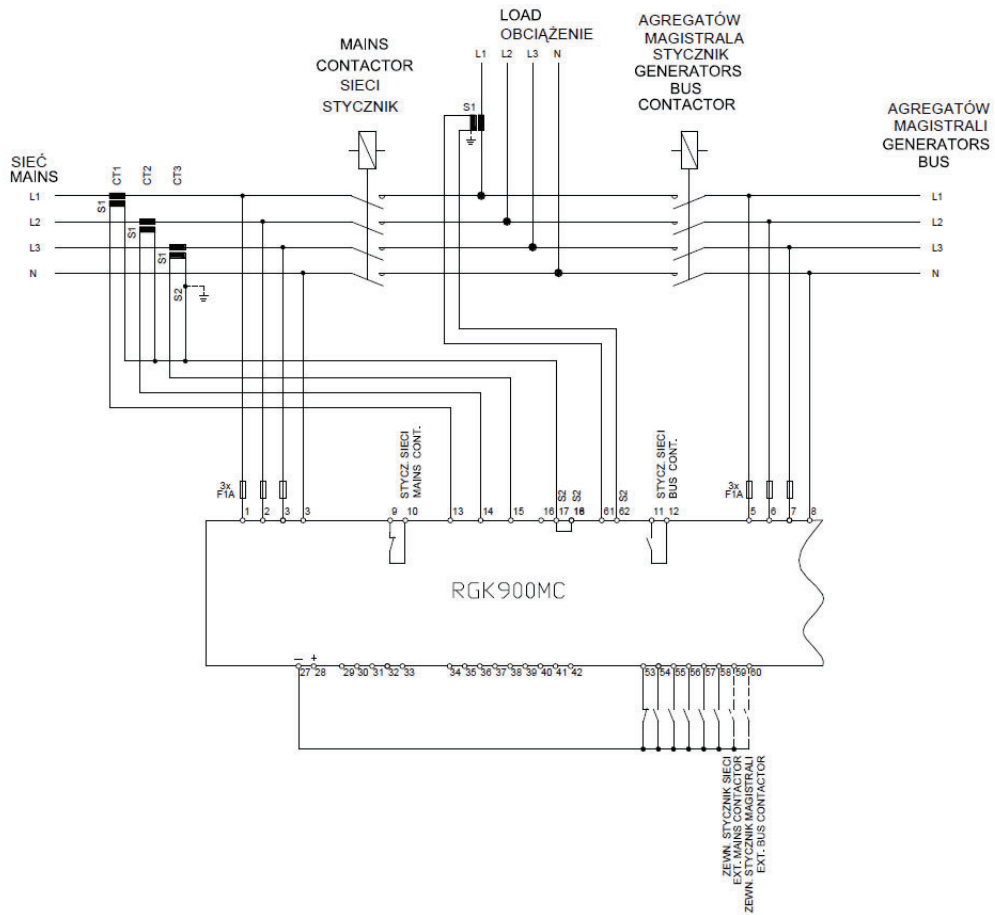 LOAD
OBCIĄŻENIE
L1 L2 L3 N
MAINS
CONTACTOR
SIECI
STYCZNIK
AGREGATÓW
MAGISTRALA
STYCZNIK
GENERATORS
BUS
CONTACTOR
AGREGATÓW
MAGISTRALI
GENERATORS
BUS
SIEĆ
MAINS
CT1 CT2 CT3
S1
L1
L2
L3
N
S1
S1
S1
S2
L1
L2
L3
N
STYCZ. SIECI
MAINS CONT.
S2
S2
S2
STYCZ. SIECI
BUS CONT.
3x
F1A
3x
F1A
1 2 3 3 9 10 13 14 15 16 17 18 61 62 11 12 5 6 7 8
RGK900MC
– +
27 28 29 30 31 32 33 34 35 36 37 38 39 40 41 42 53 54 55 56 57 58 59 60
ZEWN. STYCZNIK SIECI
EXT. MAINS CONTACTOR
ZEWN. STYCZNIK MAGISTRALI
EXT. BUS CONTACTOR